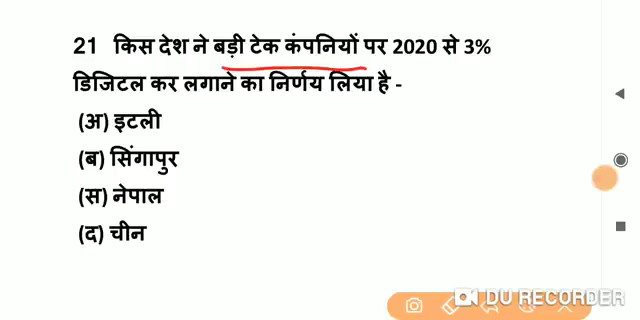 21 किस देश ने बड़ी टेक कंपनियों पर 2020 से 3%
डिजिटल कर लगाने का निर्णय लिया है -
(अ) इटली
(ब) सिंगापुर
(स) नेपाल
(द) चीन
DU RECORDER